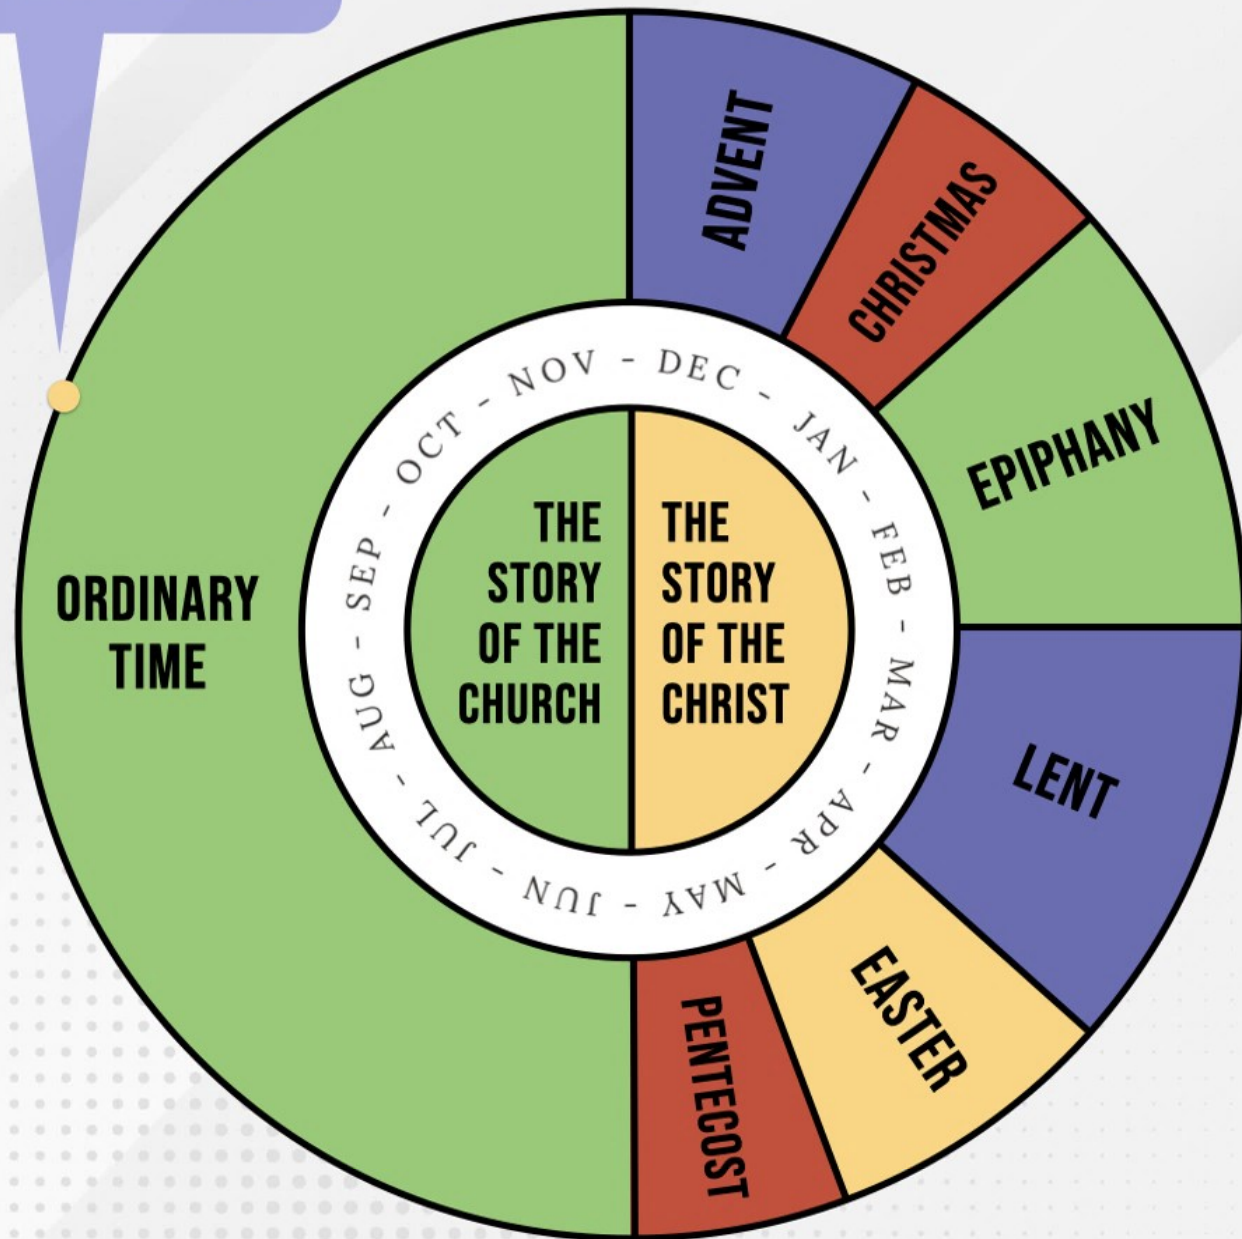 ADVENT
CHRISTMAS
EPIPHANY
LENT
EASTER
PENTECOST
ORDINARY
TIME
DEC - JAN - FEB - MAR - APR - MAY - JUN - JUL - AUG - SEP - OCT - NOV -
THE
STORY
OF THE
CHURCH
THE
STORY
OF THE
CHRIST